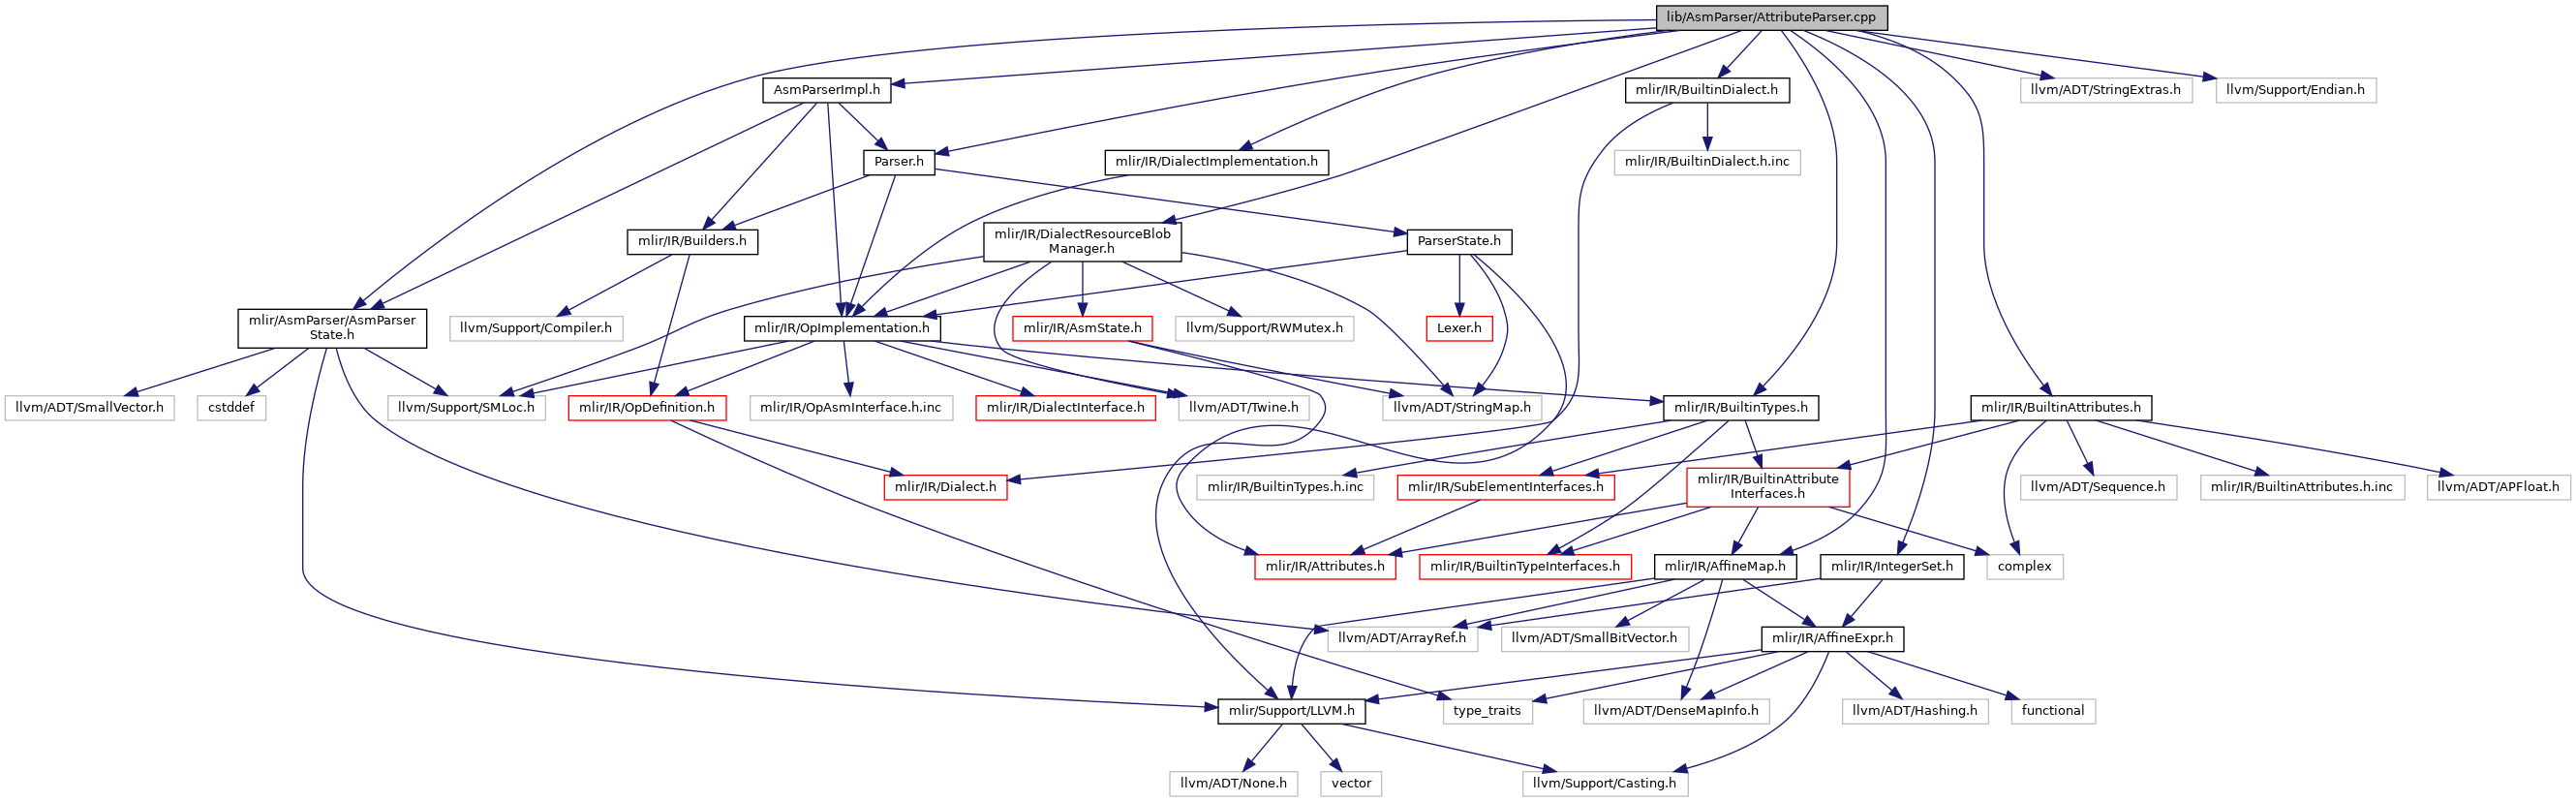 lib/AsmParser/AttributeParser.cpp
AsmParserImpl.h
mlir/IR/BuiltinDialect.h
llvm/ADT/StringExtras.h
llvm/Support/Endian.h
Parser.h
mlir/IR/DialectImplementation.h
mlir/IR/BuiltinDialect.h.inc
mlir/IR/Builders.h
mlir/IR/DialectResourceBlob
Manager.h
ParserState.h
mlir/AsmParser/AsmParser
State.h
llvm/Support/Compiler.h
mlir/IR/OpImplementation.h
mlir/IR/AsmState.h
llvm/Support/RWMutex.h
Lexer.h
llvm/ADT/SmallVector.h
cstddef
llvm/Support/SMLoc.h
mlir/IR/OpDefinition.h
mlir/IR/OpAsmInterface.h.inc
mlir/IR/DialectInterface.h
llvm/ADT/Twine.h
llvm/ADT/StringMap.h
mlir/IR/BuiltinTypes.h
mlir/IR/BuiltinAttributes.h
mlir/IR/Dialect.h
mlir/IR/BuiltinTypes.h.inc
mlir/IR/SubElementInterfaces.h
mlir/IR/BuiltinAttribute
Interfaces.h
llvm/ADT/Sequence.h
mlir/IR/BuiltinAttributes.h.inc
llvm/ADT/APFloat.h
mlir/IR/Attributes.h
mlir/IR/BuiltinTypeInterfaces.h
mlir/IR/AffineMap.h
mlir/IR/IntegerSet.h
complex
llvm/ADT/ArrayRef.h
llvm/ADT/SmallBitVector.h
mlir/IR/AffineExpr.h
mlir/Support/LLVM.h
type_traits
llvm/ADT/DenseMapInfo.h
llvm/ADT/Hashing.h
functional
llvm/ADT/None.h
vector
llvm/Support/Casting.h